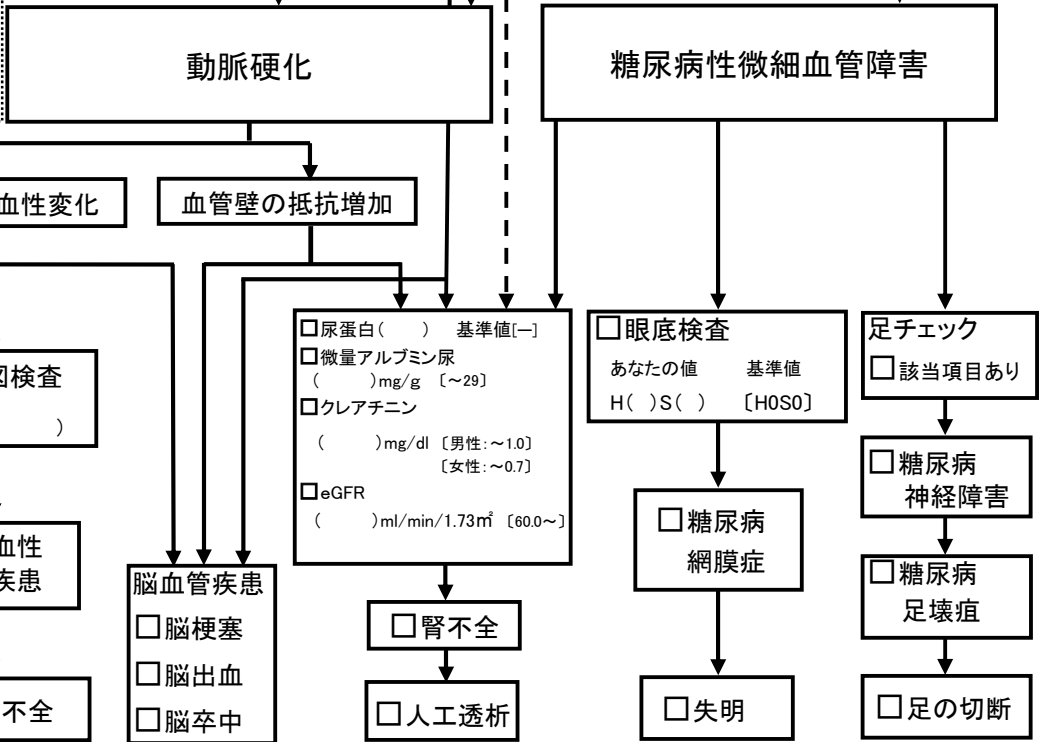 動脈硬化
糖尿病性微細血管障害
血性変化
血管壁の抵抗増加
□尿蛋白(　　) 基準値[―]
□微量アルブミン尿
(　　)mg/g 〔～29〕
□クレアチニン
(　　)mg/dl 〔男性:～1.0〕
〔女性:～0.7〕
□eGFR
(　　)ml/min/1.73㎡ 〔60.0～〕
□眼底検査
あなたの値 基準値
H( )S( ) 〔H0S0〕
足チェック
□該当項目あり
図検査
)
□糖尿病
神経障害
□糖尿病
網膜症
血性
疾患
□糖尿病
足壊疽
脳血管疾患
□脳梗塞
□脳出血
□脳卒中
□腎不全
不全
□人工透析
□失明
□足の切断